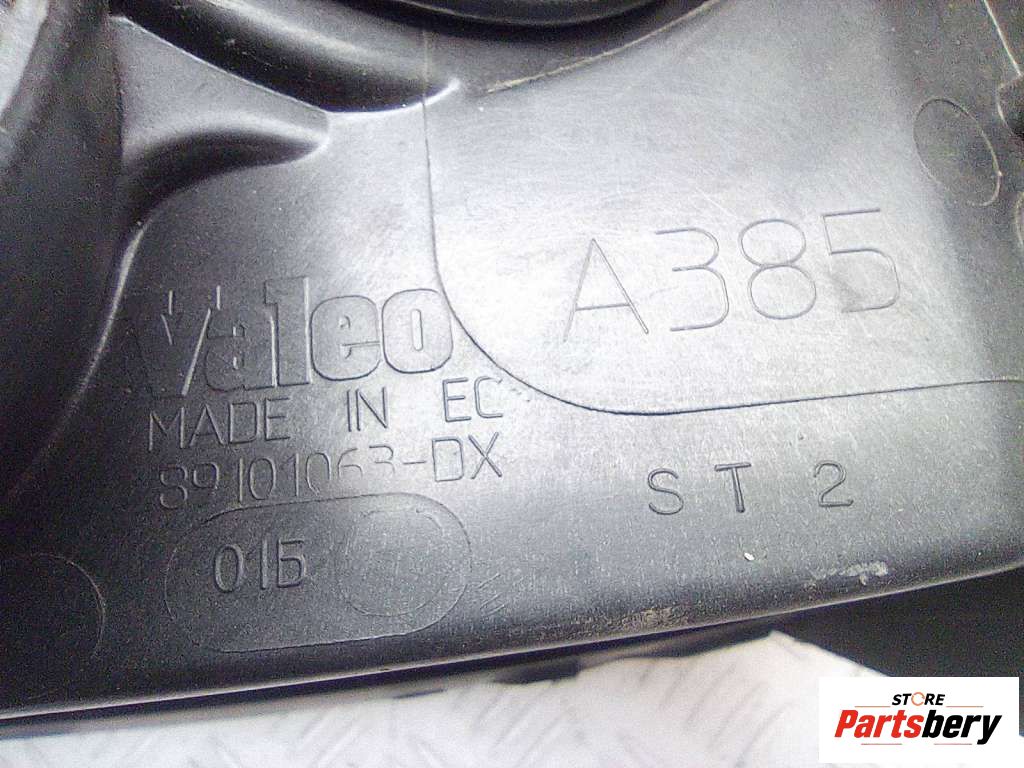 A385
Valeo
MADE IN EC
89101063-DX
ST 2
015
STORE
Partsbery